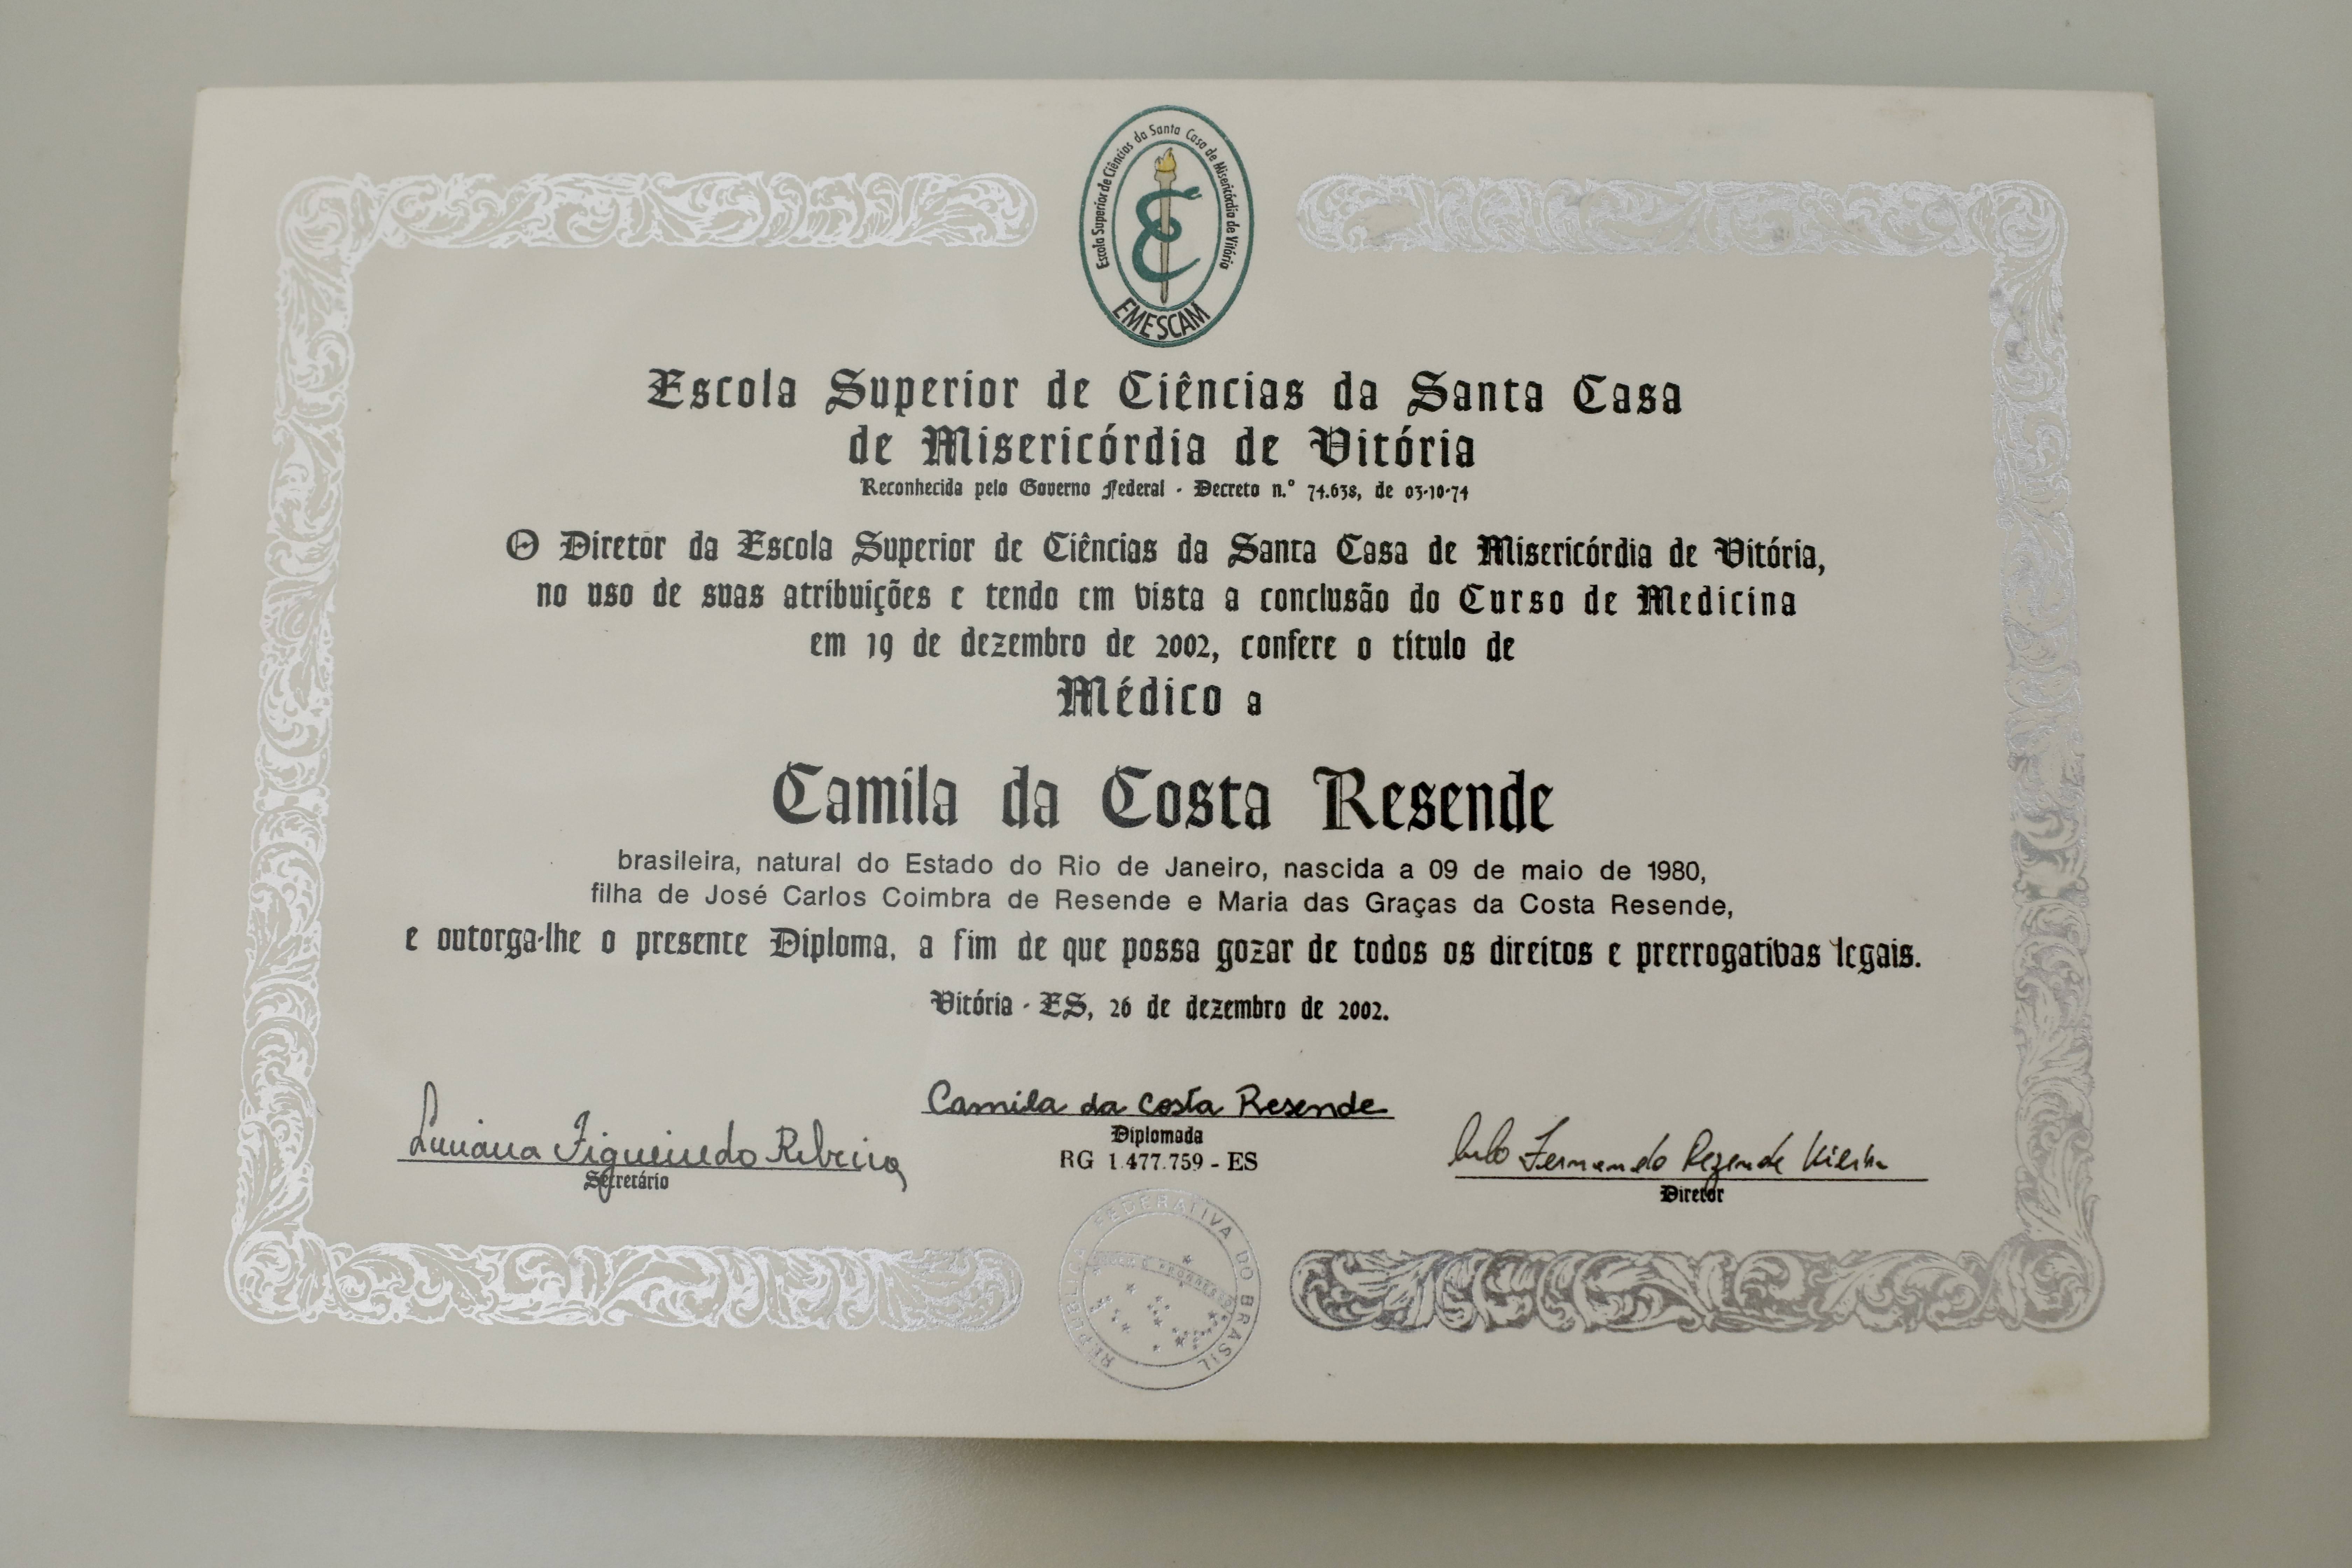 Escola Superior de Ciências da Santa Casa de Misericórdia de Vitória
EMESCAM
Escola Superior de Ciências da Santa Casa
de Misericórdia de Vitória
Reconhecida pelo Governo Federal - Decreto n.º 74.638, de 03-10-74
O Diretor da Escola Superior de Ciências da Santa Casa de Misericórdia de Vitória,
no uso de suas atribuições e tendo em vista a conclusão do Curso de Medicina
em 19 de dezembro de 2002, confere o título de
Médico a
Camila da Costa Resende
brasileira, natural do Estado do Rio de Janeiro, nascida a 09 de maio de 1980,
filha de José Carlos Coimbra de Resende e Maria das Graças da Costa Resende,
e outorga-lhe o presente Diploma, a fim de que possa gozar de todos os direitos e prerrogativas legais.
Vitória - ES, 26 de dezembro de 2002.
Camila da Costa Resende
Luciana Figueiredo Ribeiro
Fernando Rezende Vieira
Diplomada
RG 1.477.759 - ES
Secretário
Diretor
REPUBLICA FEDERATIVA DO BRASIL